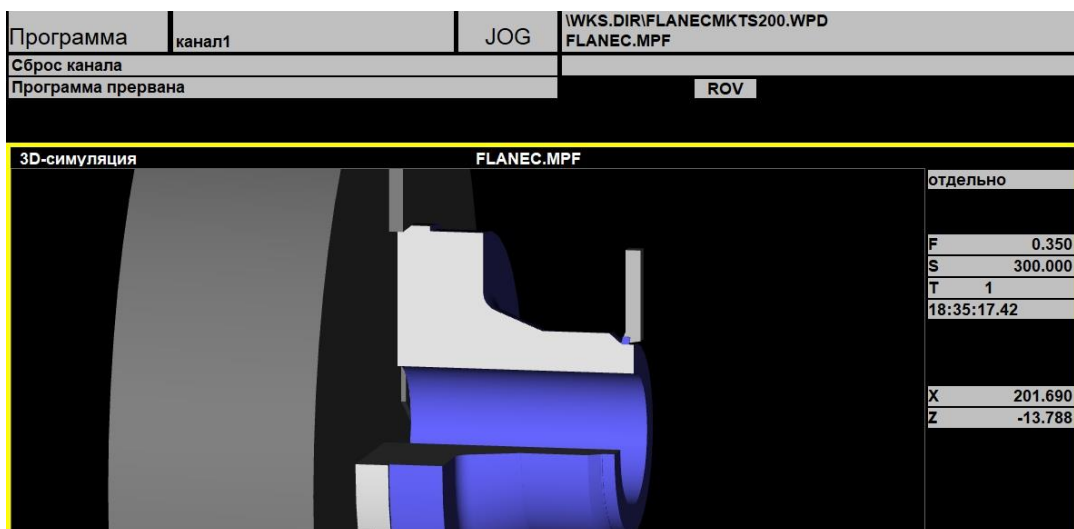 Программа
канал1
JOG
\WKS.DIR\FLANECMKTS200.WPD
FLANEC.MPF
Сброс канала
Программа прервана
ROV
3D-симуляция
FLANEC.MPF
отдельно
F 0.350
S 300.000
T 1
18:35:17.42
X 201.690
Z -13.788